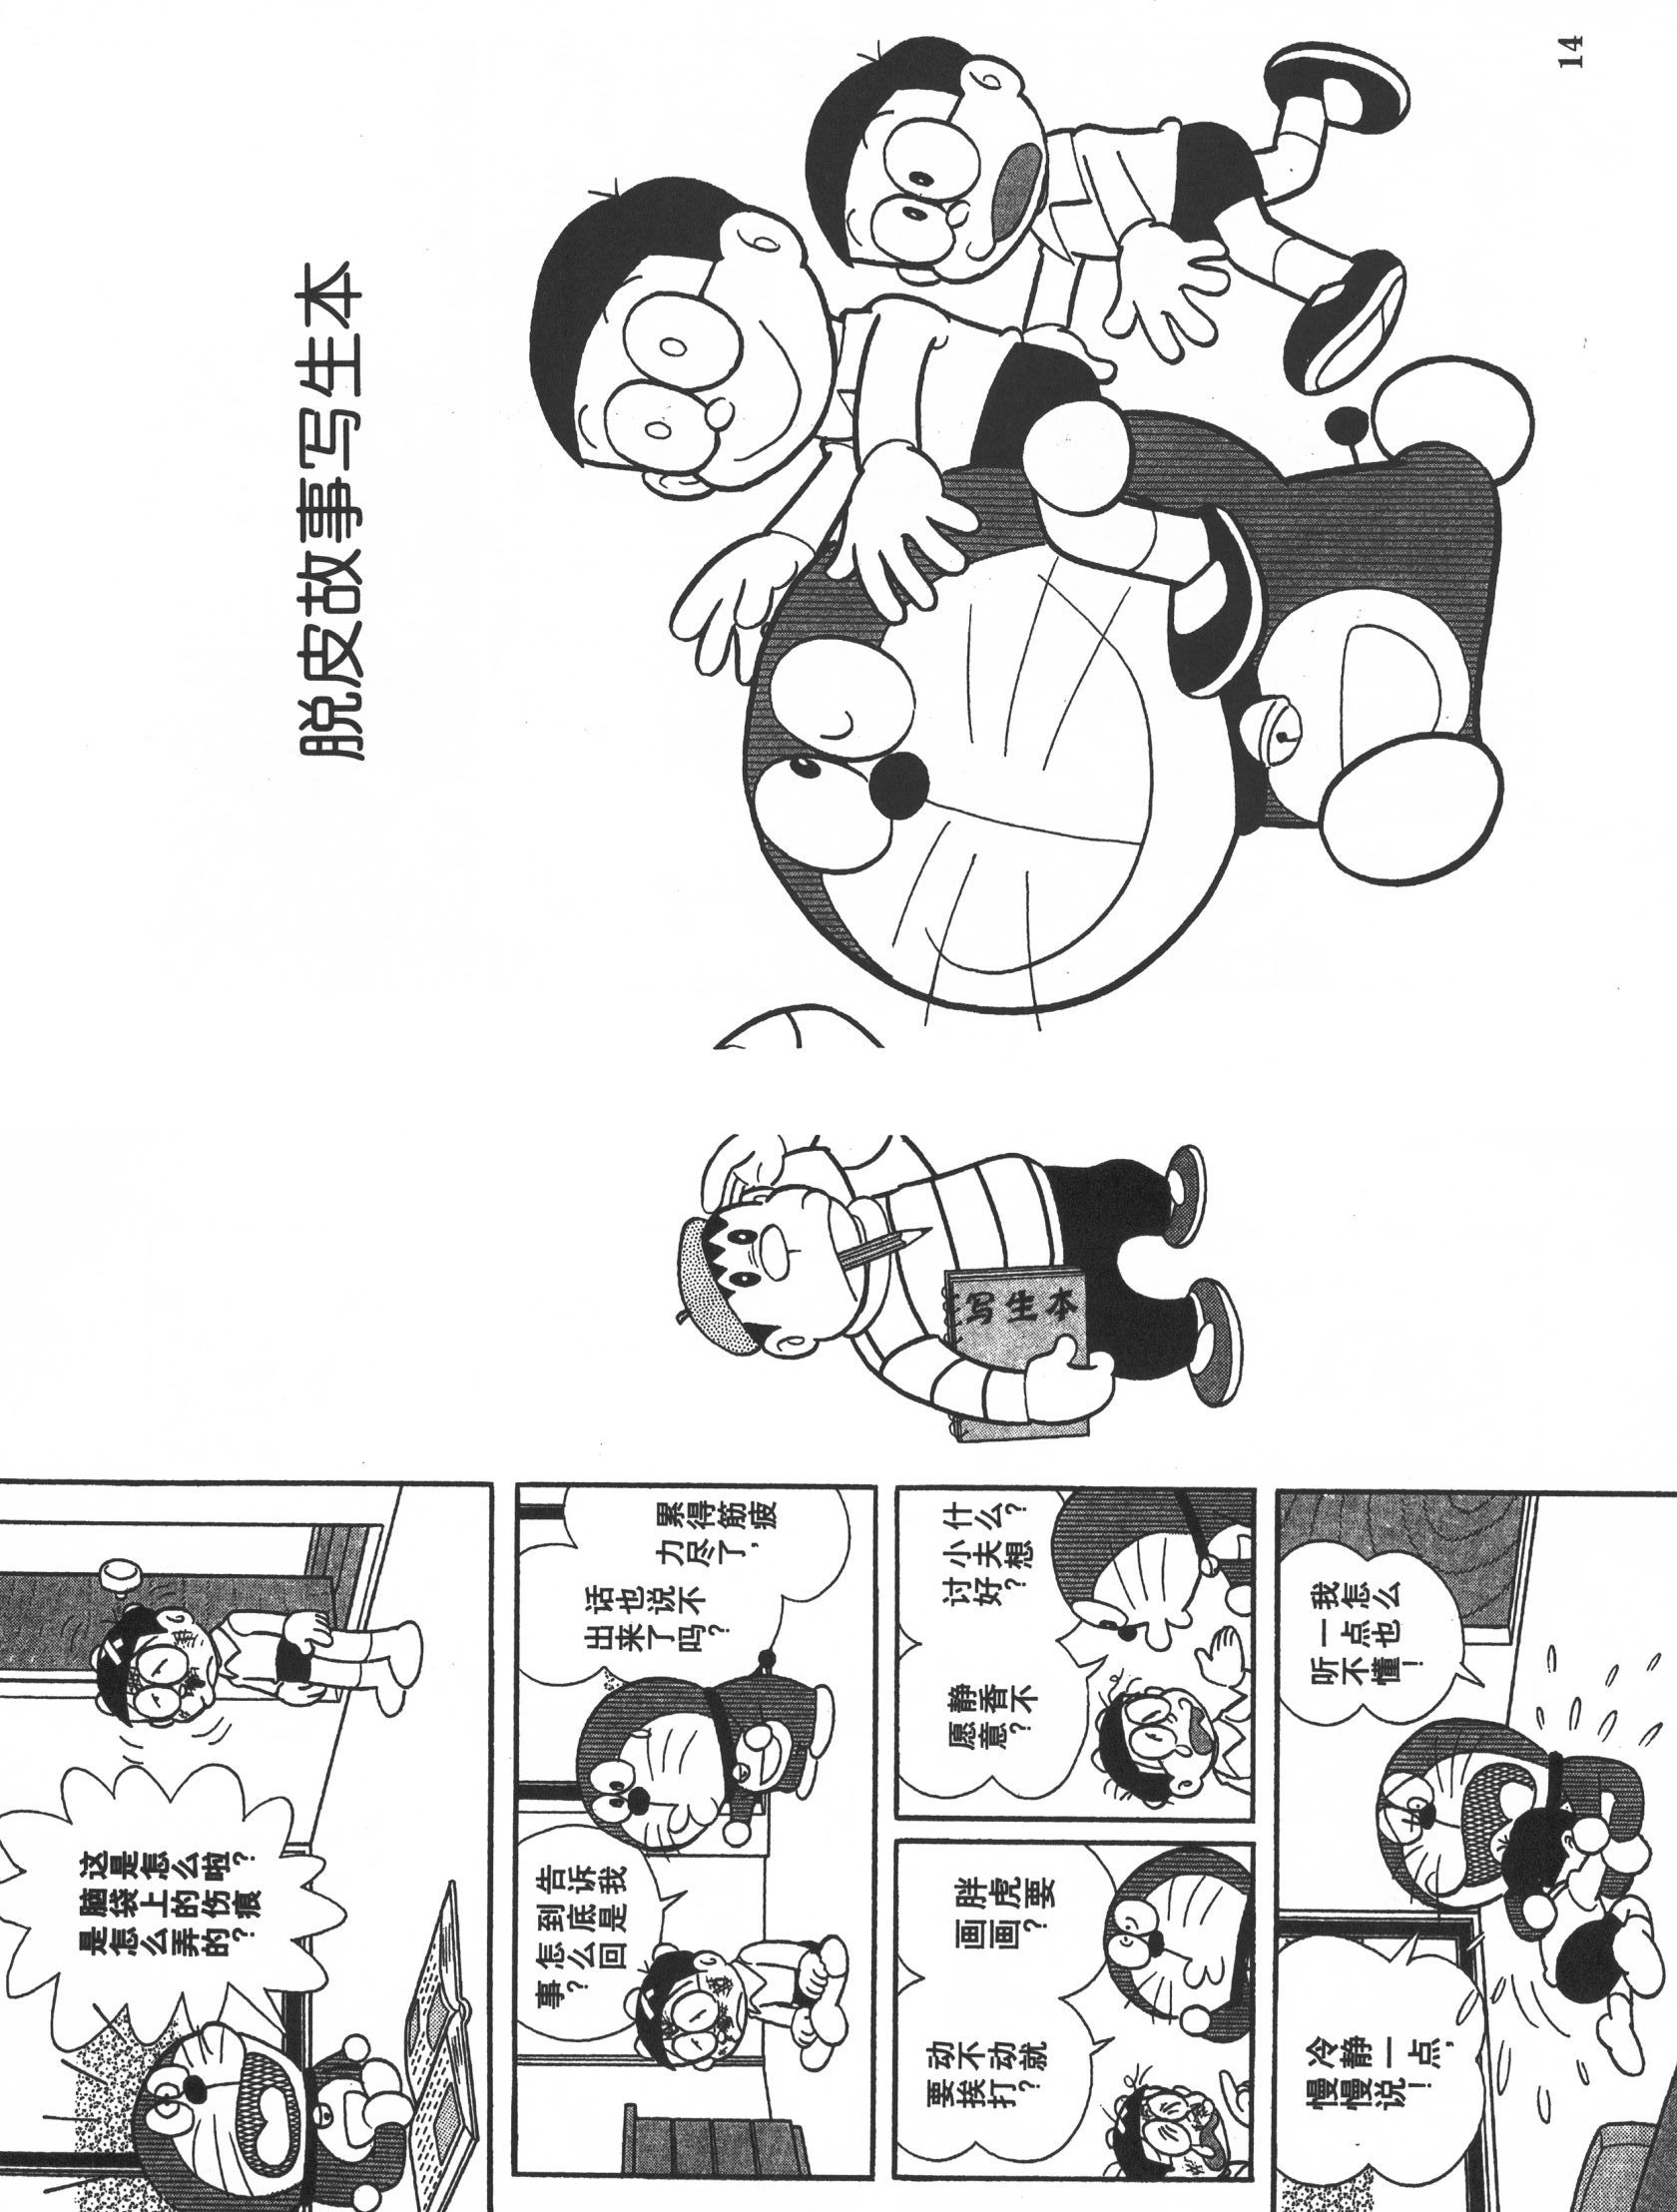 脱皮故事写生本
14
写生本
这是怎么啦?
脑袋上的伤痕
是怎么弄的?
累得筋疲
力尽了,
话也说不
出来了吗?
告诉我
到底是
怎么回
事?
什么?
小夫想
讨好?
静香不
愿意?
胖虎要
画画?
动不动就
要挨打?
我怎么
一点也
听不懂!
冷静一点,
慢慢说!